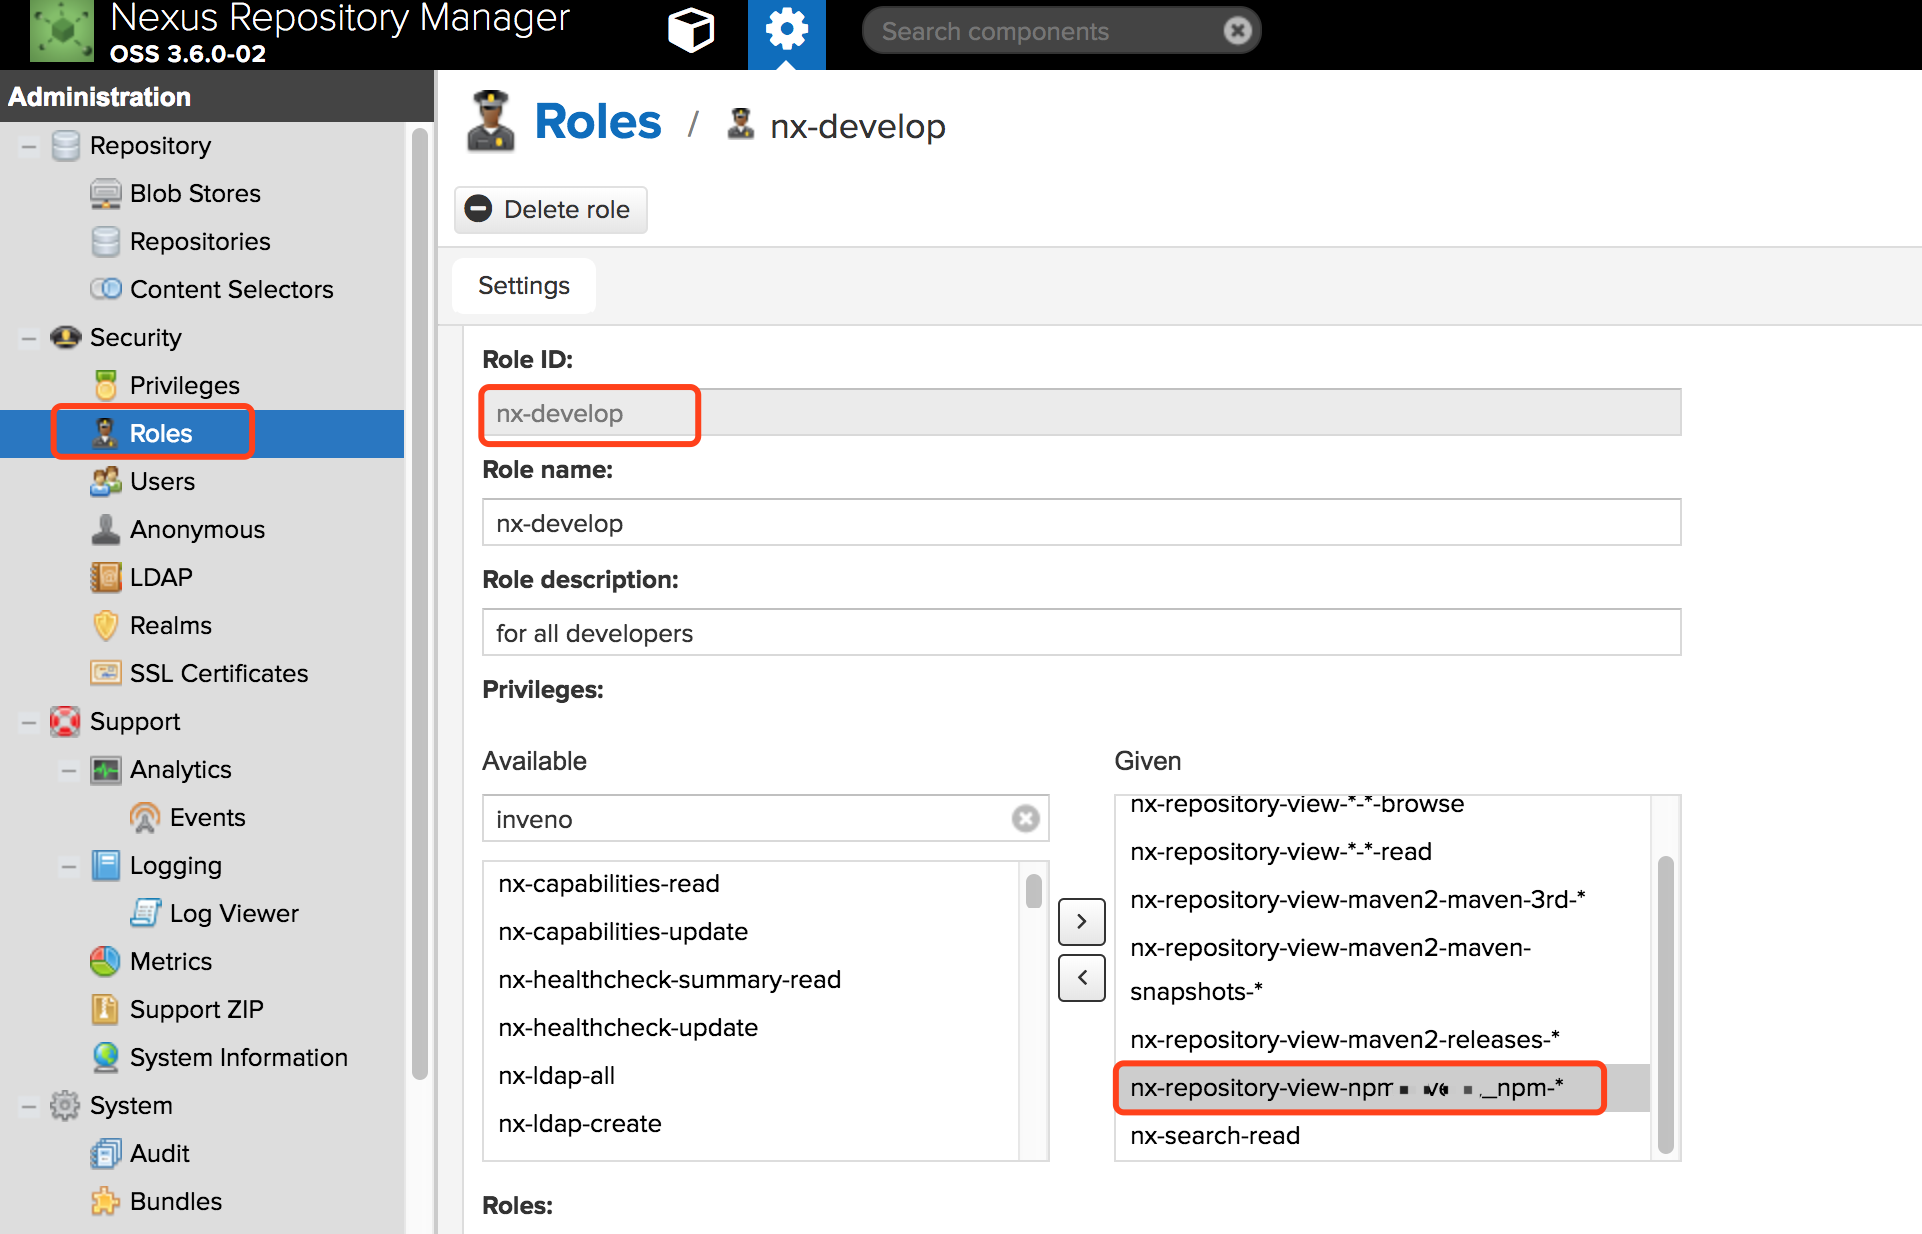 Nexus Repository Manager
OSS 3.6.0-02
Search components
Administration
Repository
Blob Stores
Repositories
Content Selectors
Security
Privileges
Roles
Users
Anonymous
LDAP
Realms
SSL Certificates
Support
Analytics
Events
Logging
Log Viewer
Metrics
Support ZIP
System Information
System
Audit
Bundles
Roles / nx-develop
Delete role
Settings
Role ID:
nx-develop
Role name:
nx-develop
Role description:
for all developers
Privileges:
Available
inveno
nx-capabilities-read
nx-capabilities-update
nx-healthcheck-summary-read
nx-healthcheck-update
nx-ldap-all
nx-ldap-create
Given
nx-repository-view-*-*-browse
nx-repository-view-*-*-read
nx-repository-view-maven2-maven-3rd-*
nx-repository-view-maven2-maven-
snapshots-*
nx-repository-view-maven2-releases-*
nx-repository-view-npm _npm-*
nx-search-read
Roles: